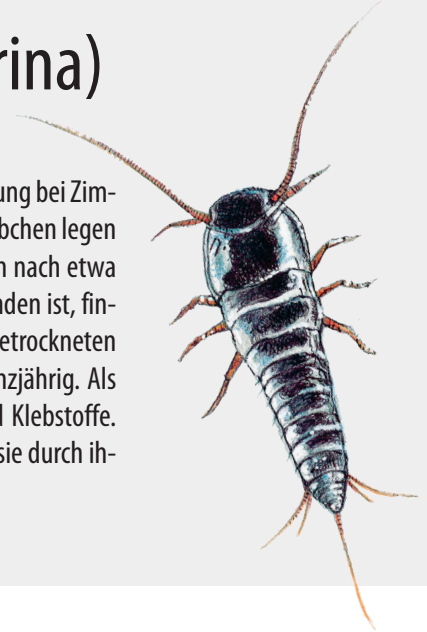 rina)
ung bei Zim-
bchen legen
n nach etwa
nden ist, fin-
etrockneten
nzjährig. Als
l Klebstoffe.
sie durch ih-